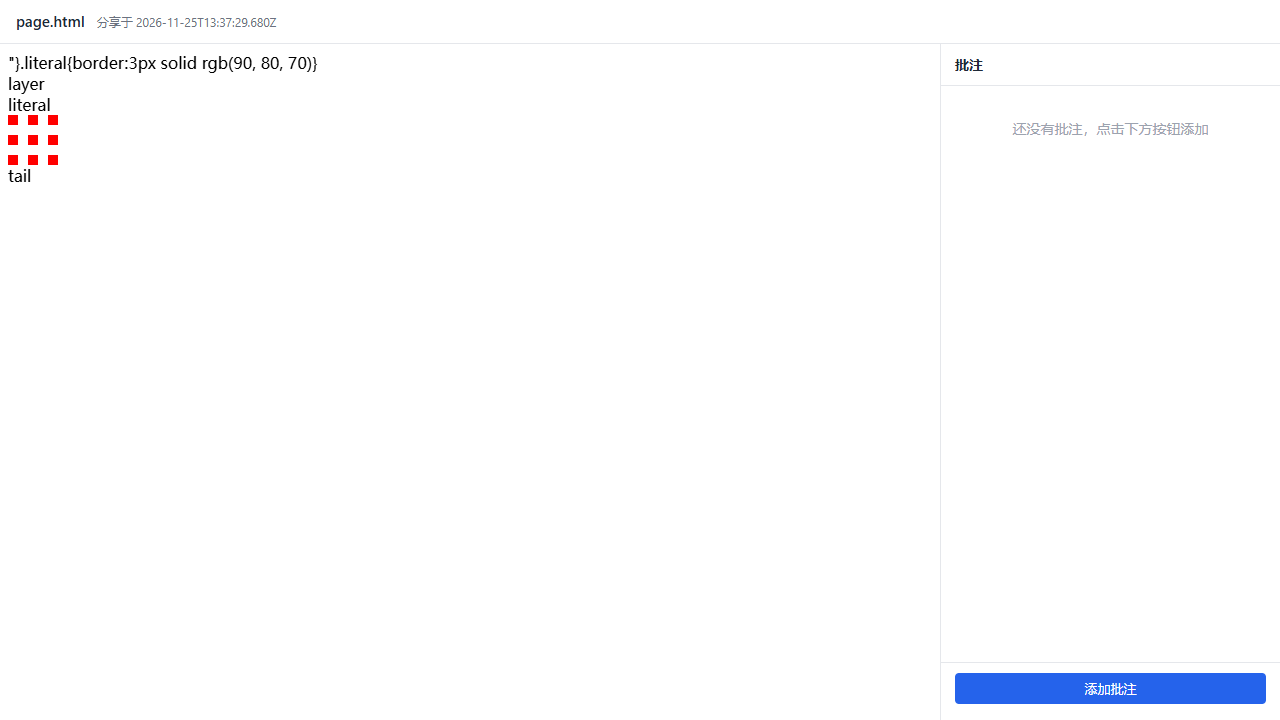 page.html 分享于 2026-11-25T13:37:29.680Z
"}.literal{border:3px solid rgb(90, 80, 70)}
layer
literal
tail
批注
还没有批注，点击下方按钮添加
添加批注